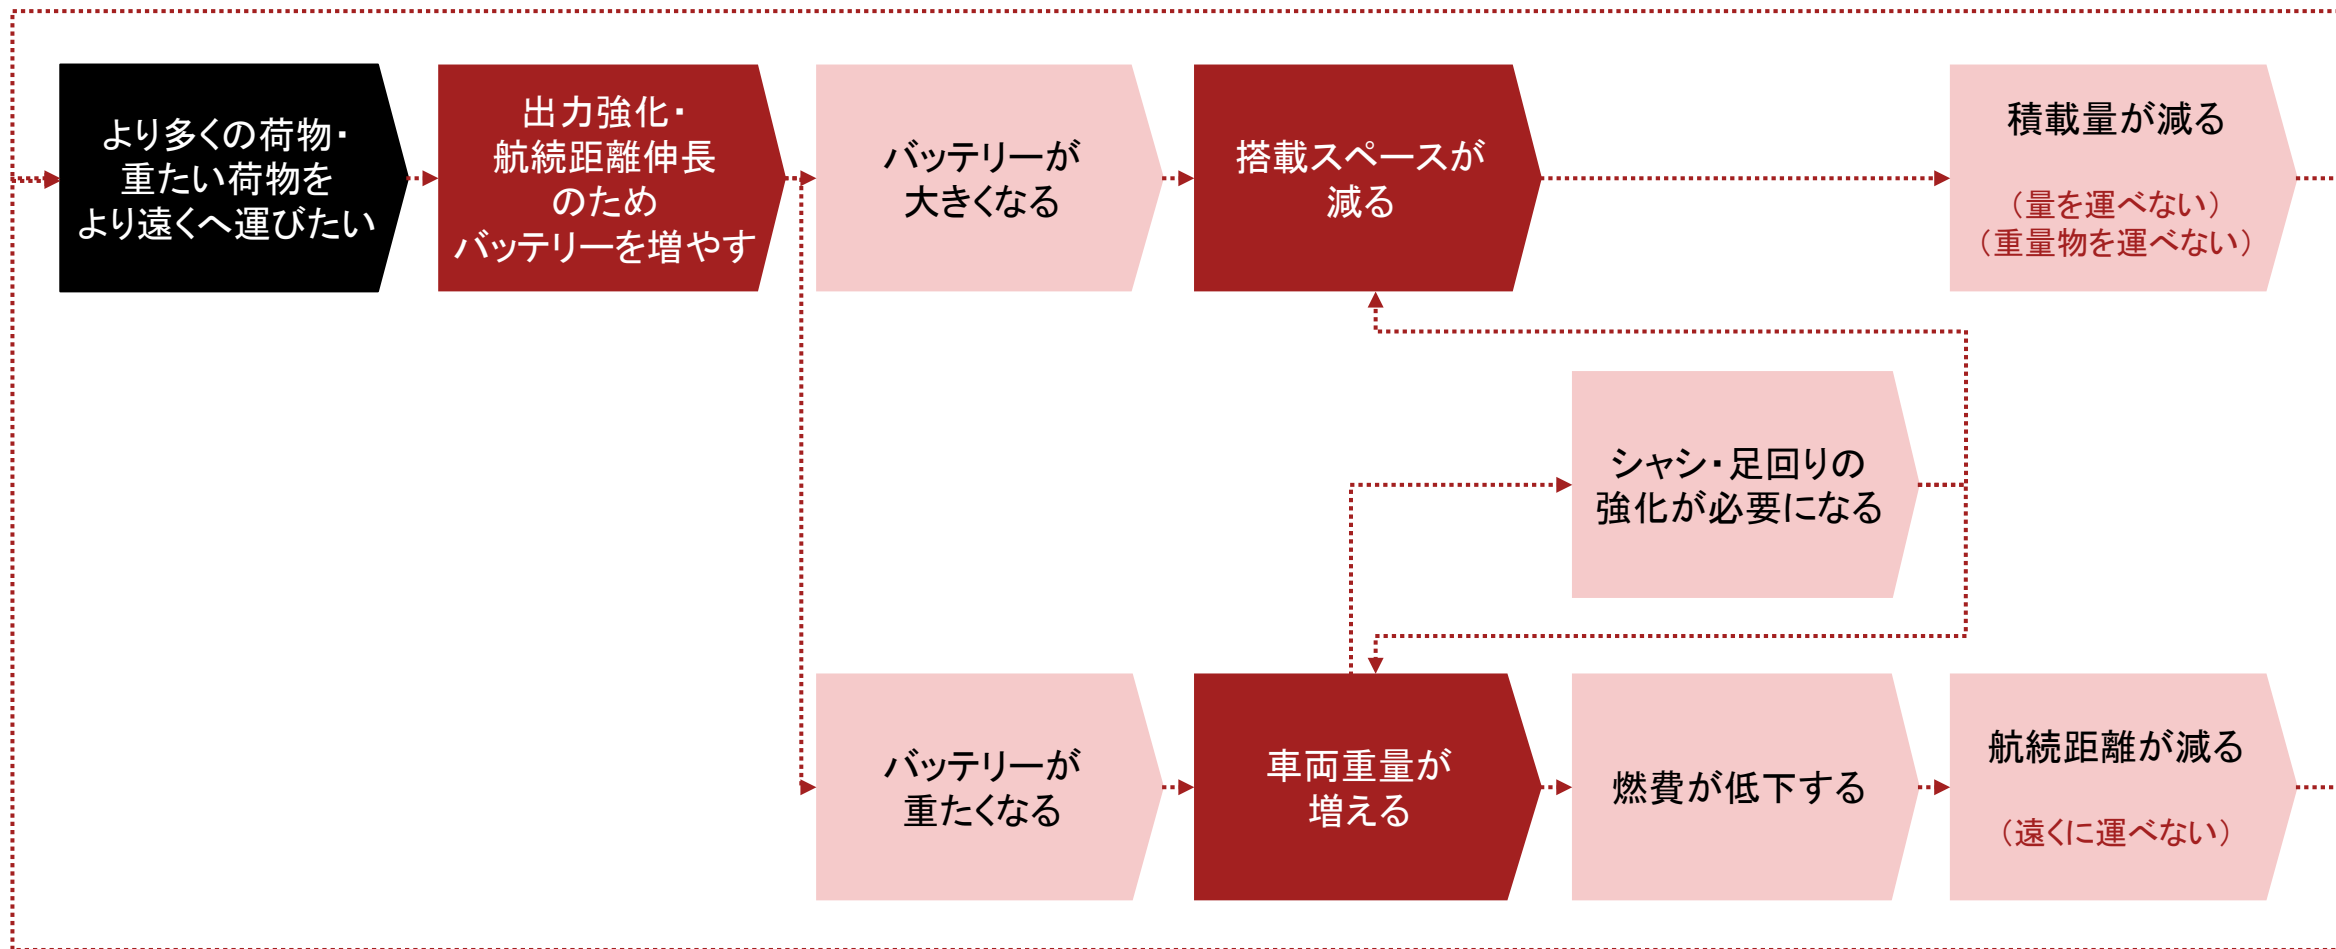 より多くの荷物・
重たい荷物を
より遠くへ運びたい
出力強化・
航続距離伸長
のため
バッテリーを増やす
バッテリーが
大きくなる
搭載スペースが
減る
積載量が減る
（量を運べない）
（重量物を運べない）
シャシ・足回りの
強化が必要になる
バッテリーが
重たくなる
車両重量が
増える
燃費が低下する
航続距離が減る
（遠くに運べない）